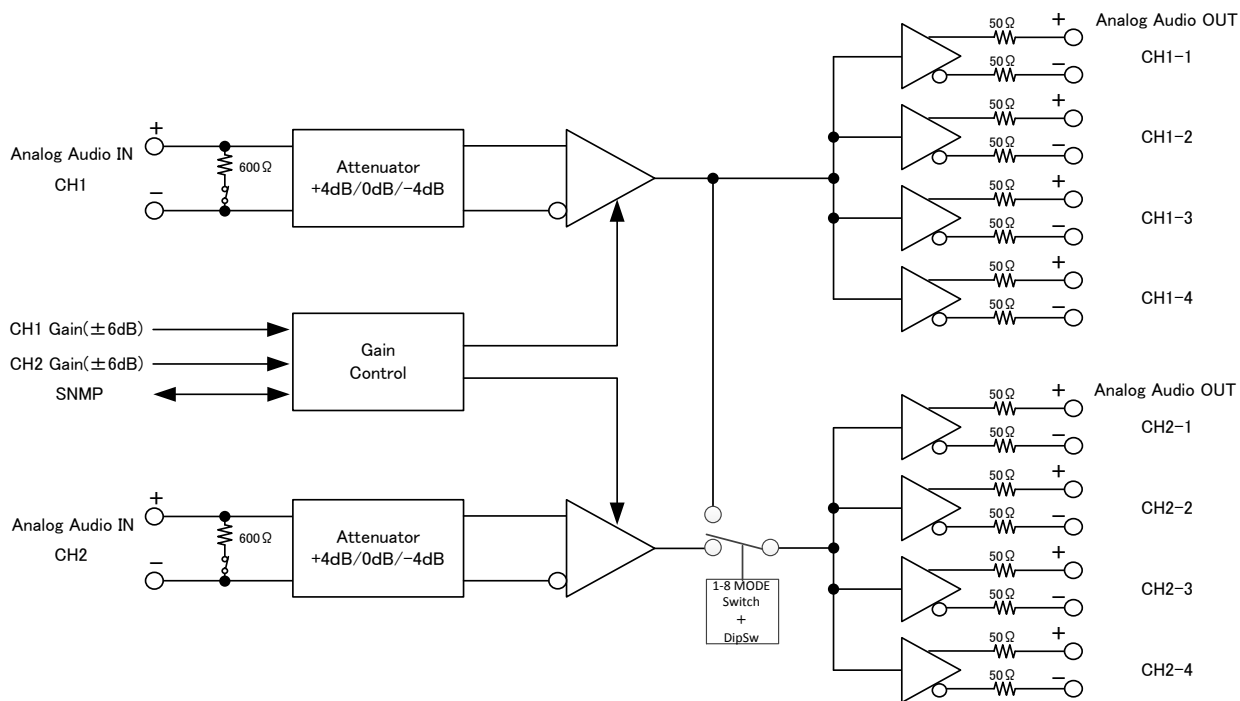 50Ω
+
Analog Audio OUT
50Ω
−
CH1-1
50Ω
+
50Ω
−
CH1-2
50Ω
+
50Ω
−
CH1-3
50Ω
+
50Ω
−
CH1-4
+
Analog Audio IN
CH1
−
600Ω
Attenuator
+4dB/0dB/-4dB
CH1 Gain(±6dB)
CH2 Gain(±6dB)
SNMP
Gain
Control
+
Analog Audio IN
CH2
−
600Ω
Attenuator
+4dB/0dB/-4dB
1-8 MODE
Switch
+
DipSw
50Ω
+
Analog Audio OUT
50Ω
−
CH2-1
50Ω
+
50Ω
−
CH2-2
50Ω
+
50Ω
−
CH2-3
50Ω
+
50Ω
−
CH2-4